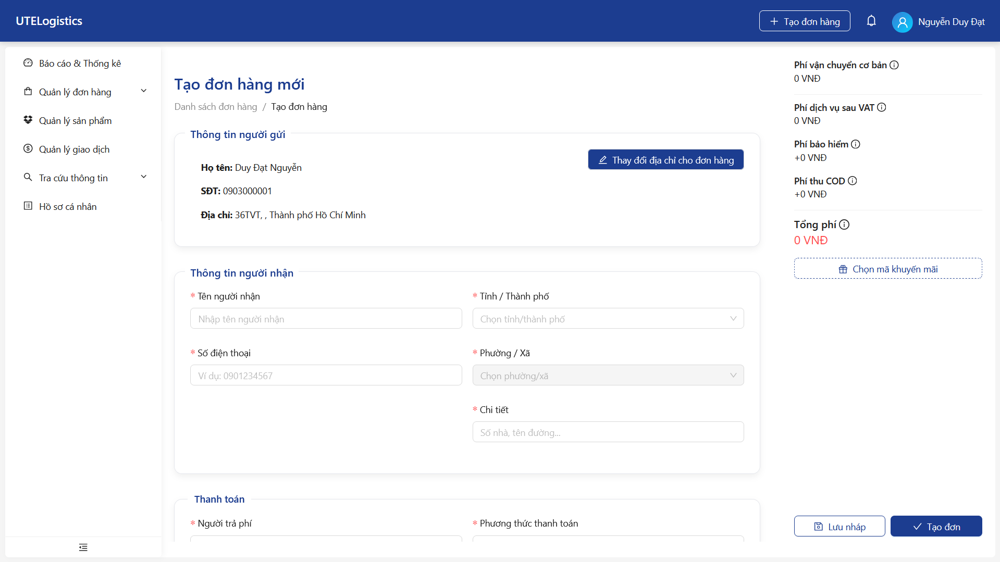 UTELogistics
Tạo đơn hàng
Nguyễn Duy Đạt
Báo cáo & Thống kê
Quản lý đơn hàng
Quản lý sản phẩm
Quản lý giao dịch
Tra cứu thông tin
Hồ sơ cá nhân
Tạo đơn hàng mới
Danh sách đơn hàng / Tạo đơn hàng
Thông tin người gửi
Thay đổi địa chỉ cho đơn hàng
Họ tên: Duy Đạt Nguyễn
SĐT: 0903000001
Địa chỉ: 36TVT, , Thành phố Hồ Chí Minh
Thông tin người nhận
* Tên người nhận
Nhập tên người nhận
* Tỉnh / Thành phố
Chọn tỉnh/thành phố
* Số điện thoại
Ví dụ: 0901234567
* Phường / Xã
Chọn phường/xã
* Chi tiết
Số nhà, tên đường...
Thanh toán
* Người trả phí
* Phương thức thanh toán
Phí vận chuyển cơ bản
0 VNĐ
Phí dịch vụ sau VAT
0 VNĐ
Phí bảo hiểm
+0 VNĐ
Phí thu COD
+0 VNĐ
Tổng phí
0 VNĐ
Chọn mã khuyến mãi
Lưu nháp
Tạo đơn